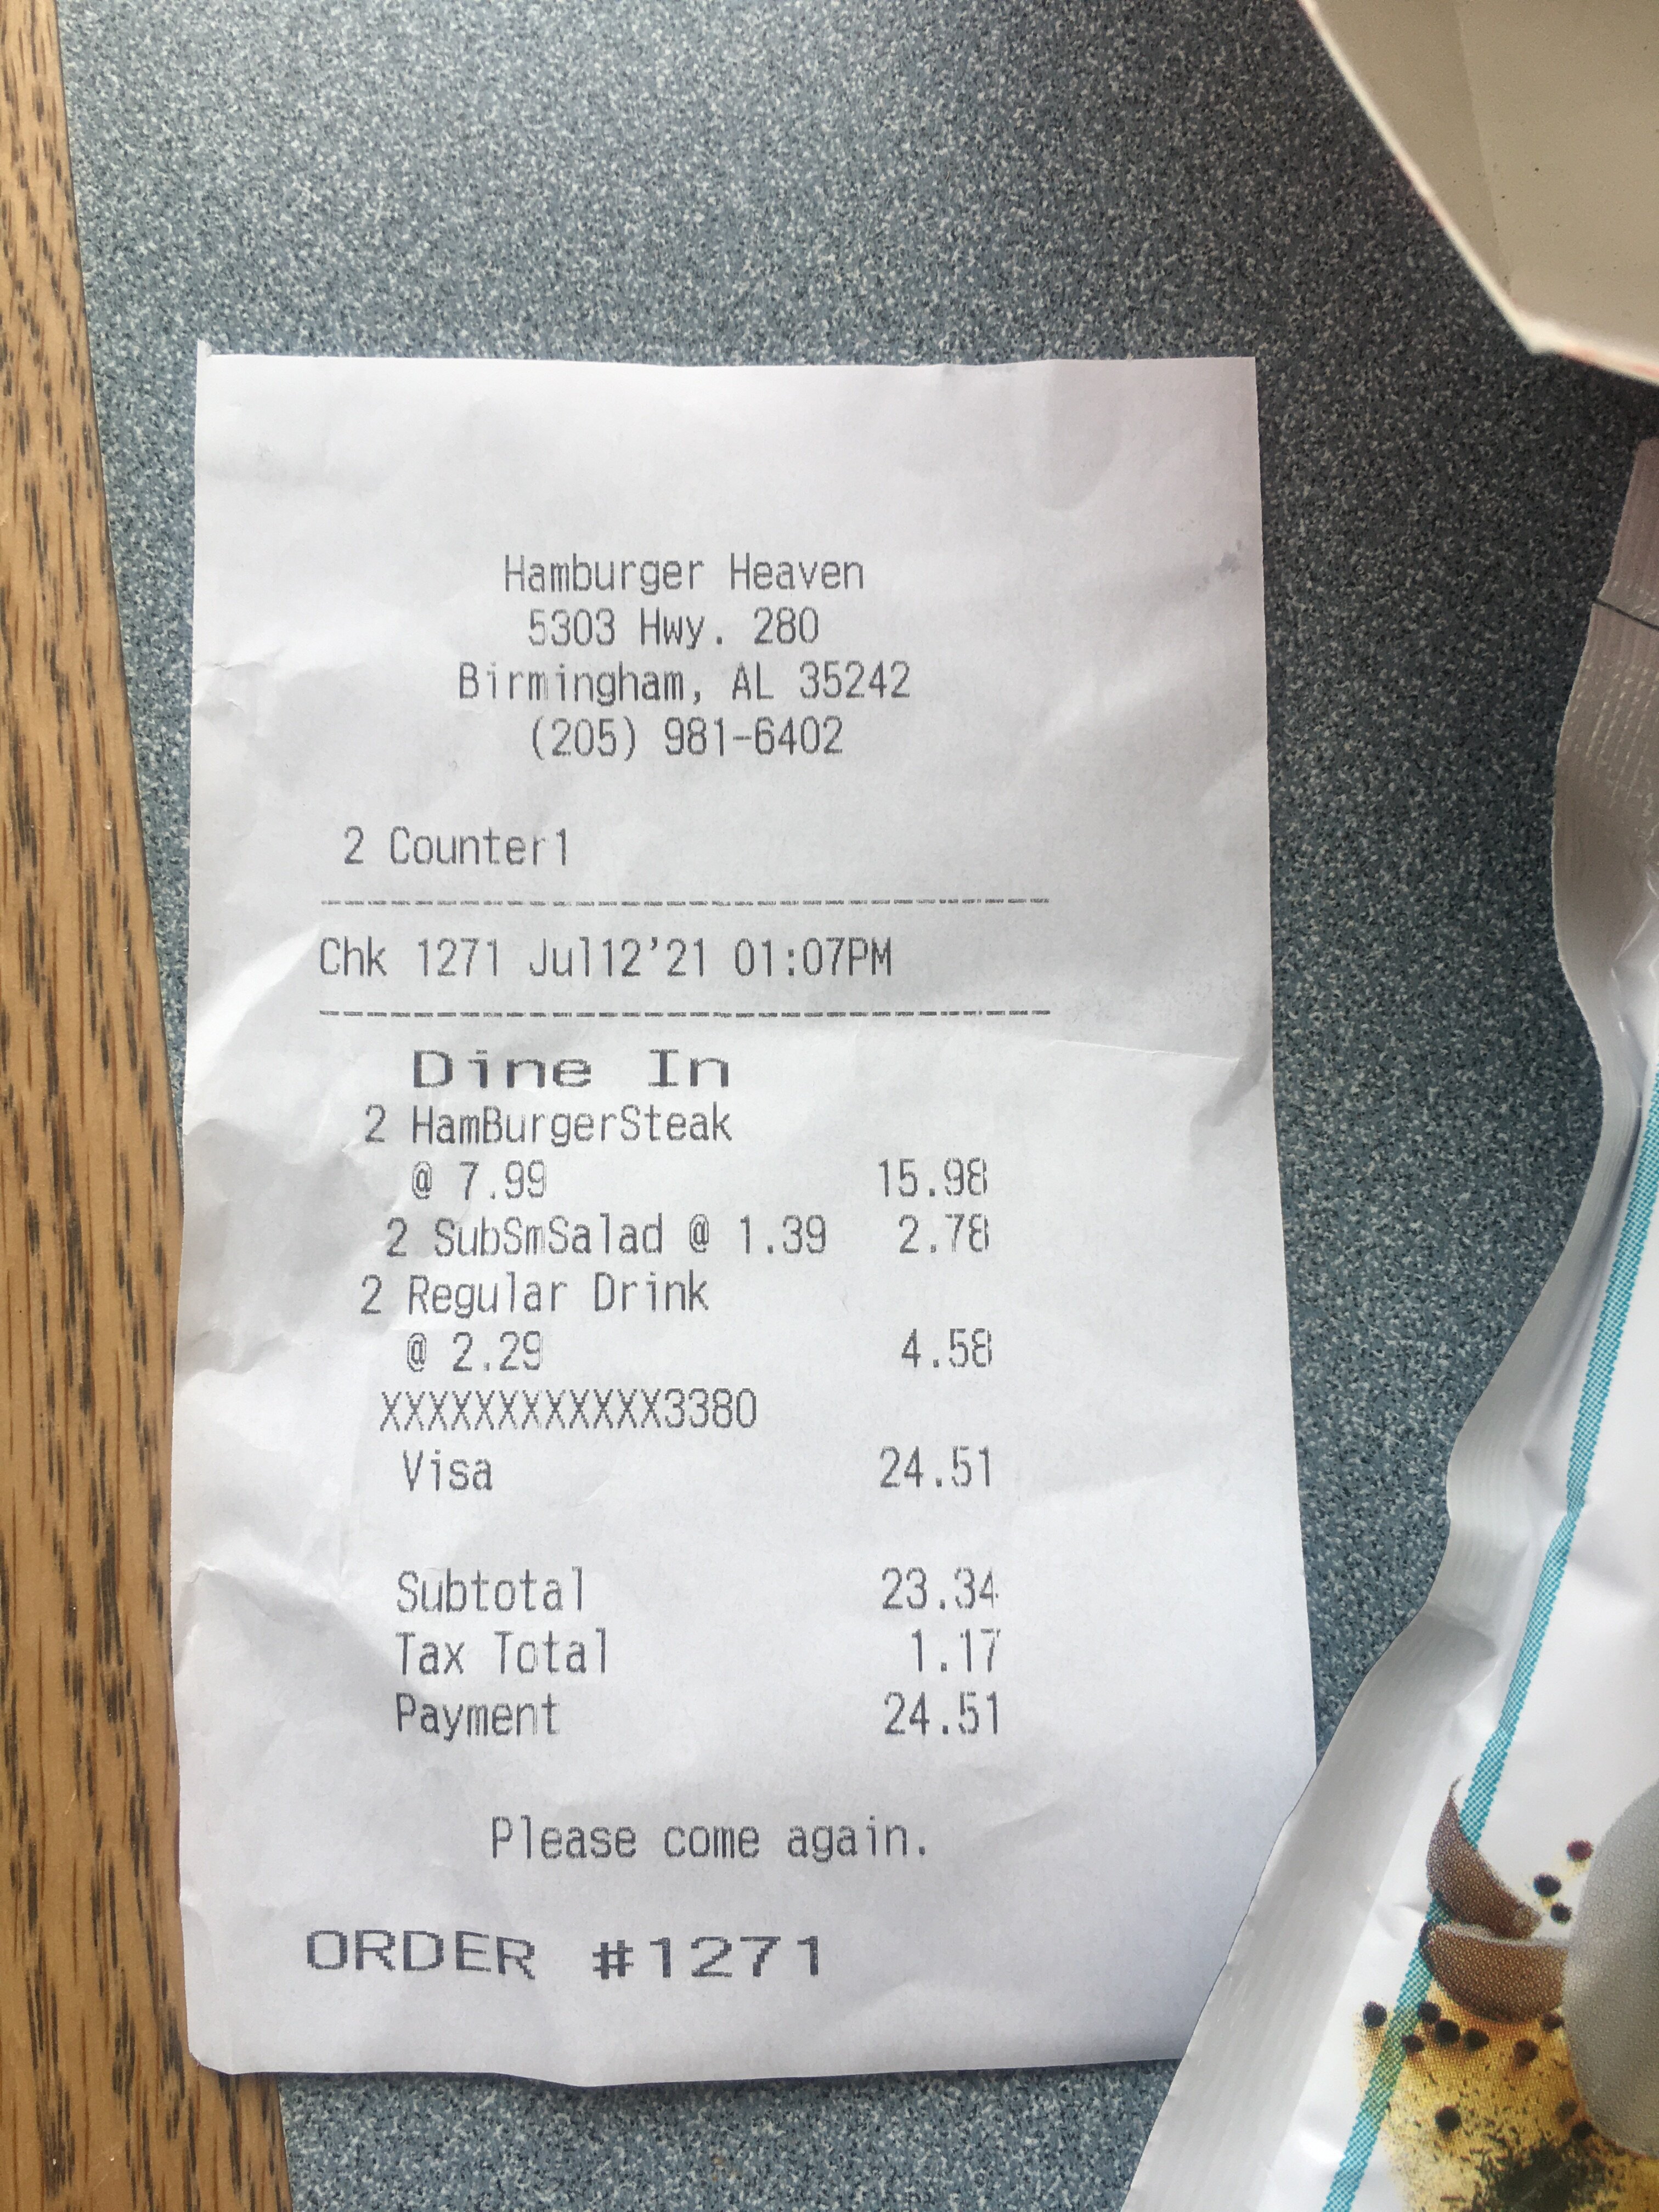 Hamburger Heaven
5303 Hwy. 280
Birmingham, AL 35242
(205) 981-6402
2 Counter1
--------------------------------
Chk 1271 Jul12'21 01:07PM
--------------------------------
Dine In
2 HamBurgerSteak
@ 7.99 15.98
2 SubSmSalad @ 1.39 2.78
2 Regular Drink
@ 2.29 4.58
XXXXXXXXXXXX3380
Visa 24.51
Subtotal 23.34
Tax Total 1.17
Payment 24.51
Please come again.
ORDER #1271